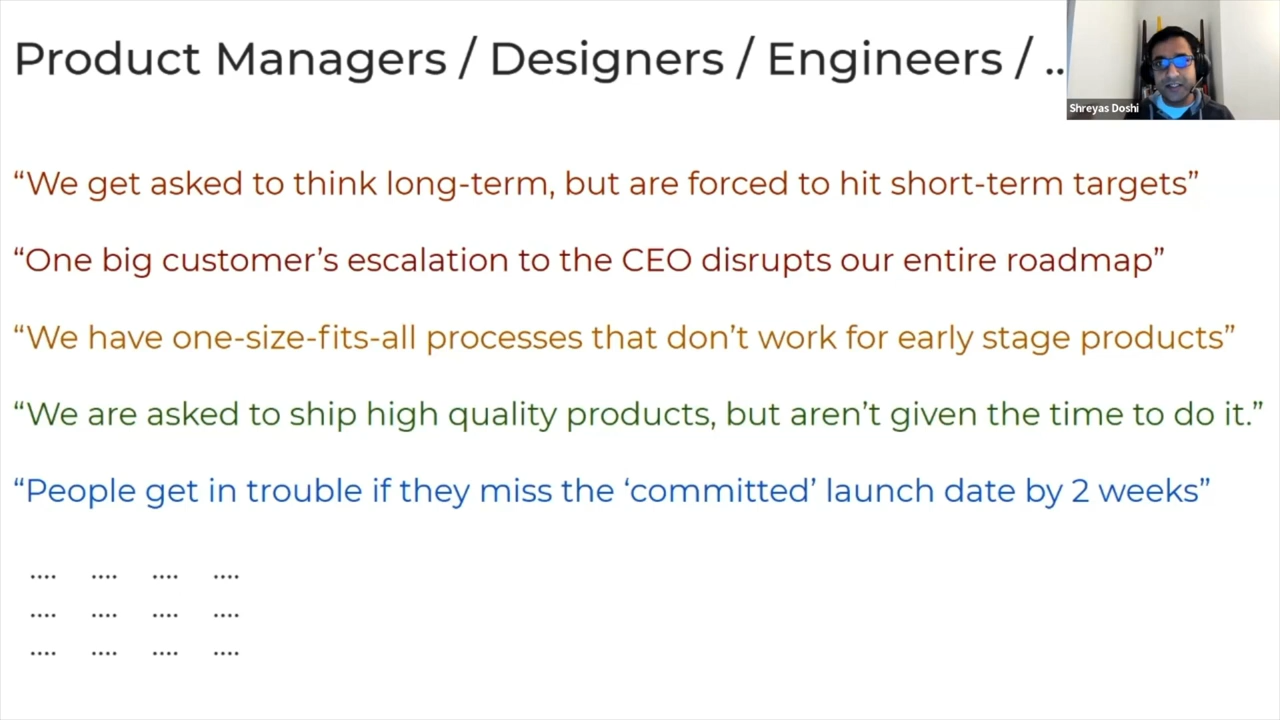 Product Managers / Designers / Engineers / ..
Shreyas Doshi
“We get asked to think long-term, but are forced to hit short-term targets”
“One big customer’s escalation to the CEO disrupts our entire roadmap”
“We have one-size-fits-all processes that don’t work for early stage products”
“We are asked to ship high quality products, but aren’t given the time to do it.”
“People get in trouble if they miss the ‘committed’ launch date by 2 weeks”
.... .... .... ....
.... .... .... ....
.... .... .... ....